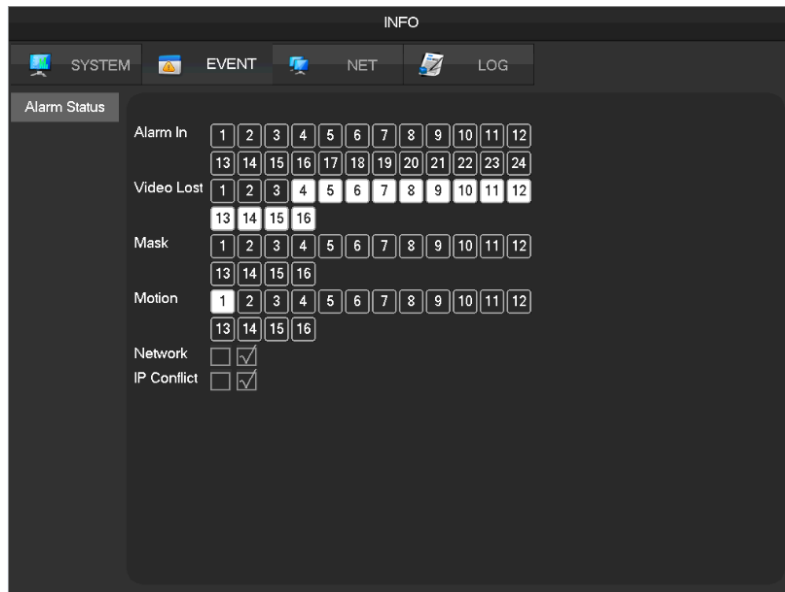 INFO
SYSTEM EVENT NET LOG
Alarm Status
Alarm In 1 2 3 4 5 6 7 8 9 10 11 12
13 14 15 16 17 18 19 20 21 22 23 24
Video Lost 1 2 3 4 5 6 7 8 9 10 11 12
13 14 15 16
Mask 1 2 3 4 5 6 7 8 9 10 11 12
13 14 15 16
Motion 1 2 3 4 5 6 7 8 9 10 11 12
13 14 15 16
Network
IP Conflict